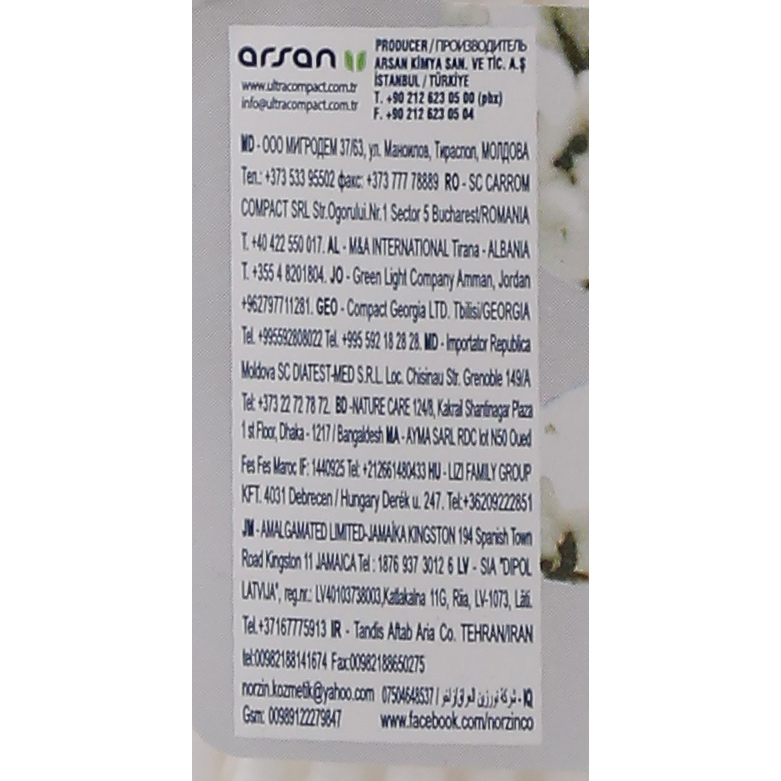 arsan
www.ultracompact.com.tr
info@ultracompact.com.tr
PRODUCER / ПРОИЗВОДИТЕЛЬ
ARSAN KİMYA SAN. VE TİC. A.Ş
İSTANBUL / TÜRKİYE
T. +90 212 623 05 00 (pbx)
F. +90 212 623 05 04
MD - ООО МИГРОДЕМ 37/63, ул. Маноилов, Тирасполь, МОЛДОВА
Тел.: +373 533 95502 факс: +373 777 78889 RO - SC CARROM
COMPACT SRL Str.Ogorului.Nr.1 Sector 5 Bucharest/ROMANIA
T. +40 422 550 017. AL - M&A INTERNATIONAL Tirana - ALBANIA
T. +355 4 8201804. JO - Green Light Company Amman, Jordan
+962797711281. GEO - Compact Georgia LTD. Tbilisi/GEORGIA
Tel. +995592808022 Tel. +995 592 18 28 28. MD - Importator Republica
Moldova SC DIATEST-MED S.R.L. Loc. Chisinau Str. Grenoble 149/A
Tel: +373 22 72 78 72. BD -NATURE CARE 124/8, Kakrail Shantinagar Plaza
1 st Floor, Dhaka - 1217 / Bangaldesh MA - AYMA SARL RDC lot N50 Oued
Fes Fes Maroc IF: 1440925 Tel: +212661480433 HU - LIZI FAMILY GROUP
KFT. 4031 Debrecen / Hungary Derék u. 247. Tel:+36209222851
JM - AMALGAMATED LIMITED-JAMAİKA KINGSTON 194 Spanish Town
Road Kingston 11 JAMAICA Tel : 1876 937 3012 6 LV - SIA "DIPOL
LATVIJA", reg.nr.: LV40103738003,Katlakalna 11G, Riia, LV-1073, Läti.
Tel.+37167775913 IR - Tandis Aftab Aria Co. TEHRAN/IRAN
tel:00982188141674 Fax:00982188650275
norzin.kozmetik@yahoo.com 07504648537 / شركة نورزين العراق/زاخو - IQ
Gsm: 00989122279847 www.facebook.com/norzinco